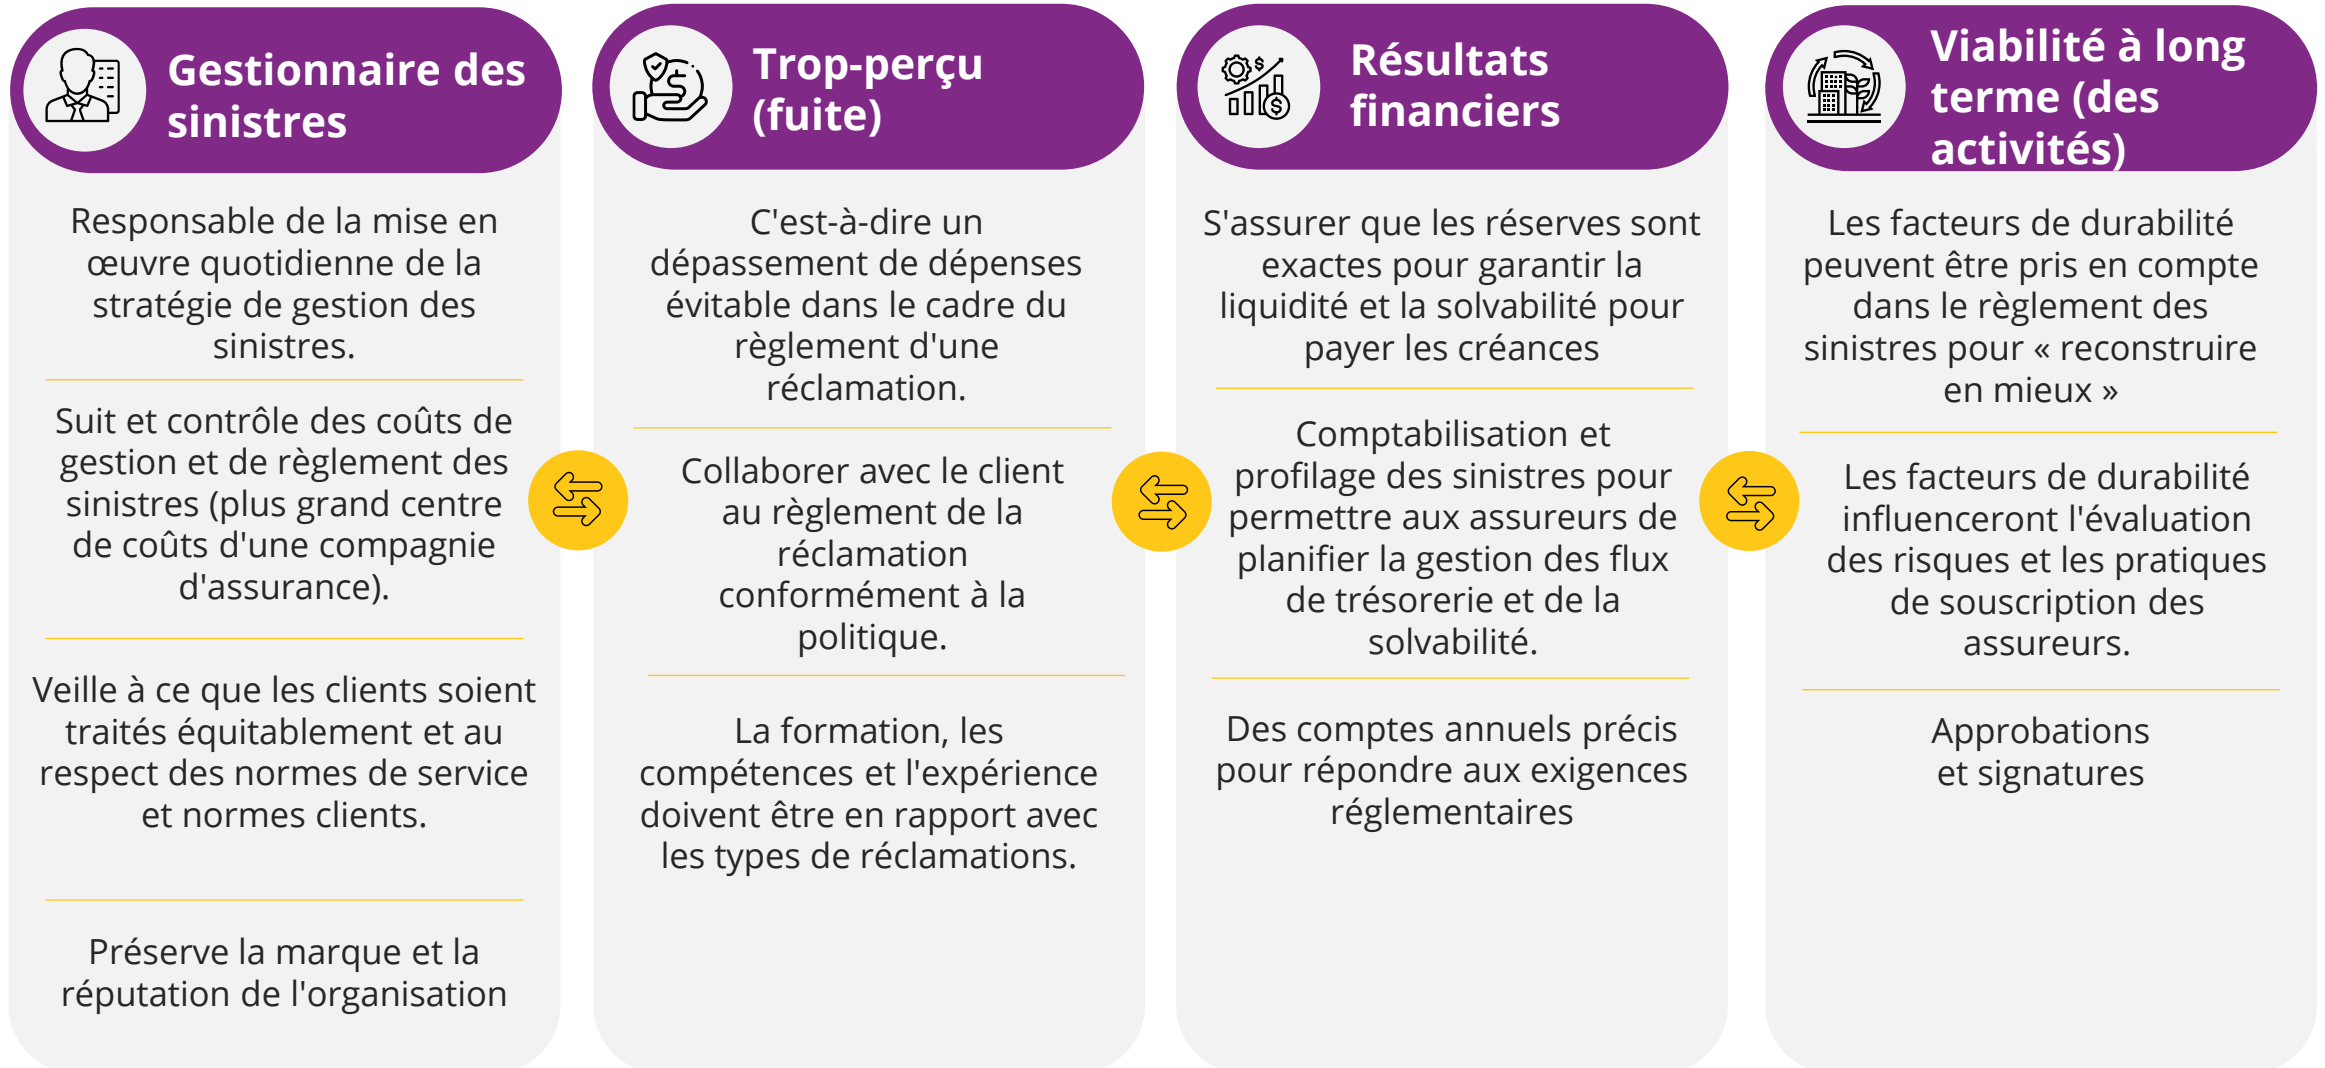 Gestionnaire des
sinistres
Responsable de la mise en
œuvre quotidienne de la
stratégie de gestion des
sinistres.
Suit et contrôle des coûts de
gestion et de règlement des
sinistres (plus grand centre
de coûts d'une compagnie
d'assurance).
Veille à ce que les clients soient
traités équitablement et au
respect des normes de service
et normes clients.
Préserve la marque et la
réputation de l'organisation
Trop-perçu
(fuite)
C'est-à-dire un
dépassement de dépenses
évitable dans le cadre du
règlement d'une
réclamation.
Collaborer avec le client
au règlement de la
réclamation
conformément à la
politique.
La formation, les
compétences et l'expérience
doivent être en rapport avec
les types de réclamations.
Résultats
financiers
S'assurer que les réserves sont
exactes pour garantir la
liquidité et la solvabilité pour
payer les créances
Comptabilisation et
profilage des sinistres pour
permettre aux assureurs de
planifier la gestion des flux
de trésorerie et de la
solvabilité.
Des comptes annuels précis
pour répondre aux exigences
réglementaires
Viabilité à long
terme (des
activités)
Les facteurs de durabilité
peuvent être pris en compte
dans le règlement des
sinistres pour « reconstruire
en mieux »
Les facteurs de durabilité
influenceront l'évaluation
des risques et les pratiques
de souscription des
assureurs.
Approbations
et signatures